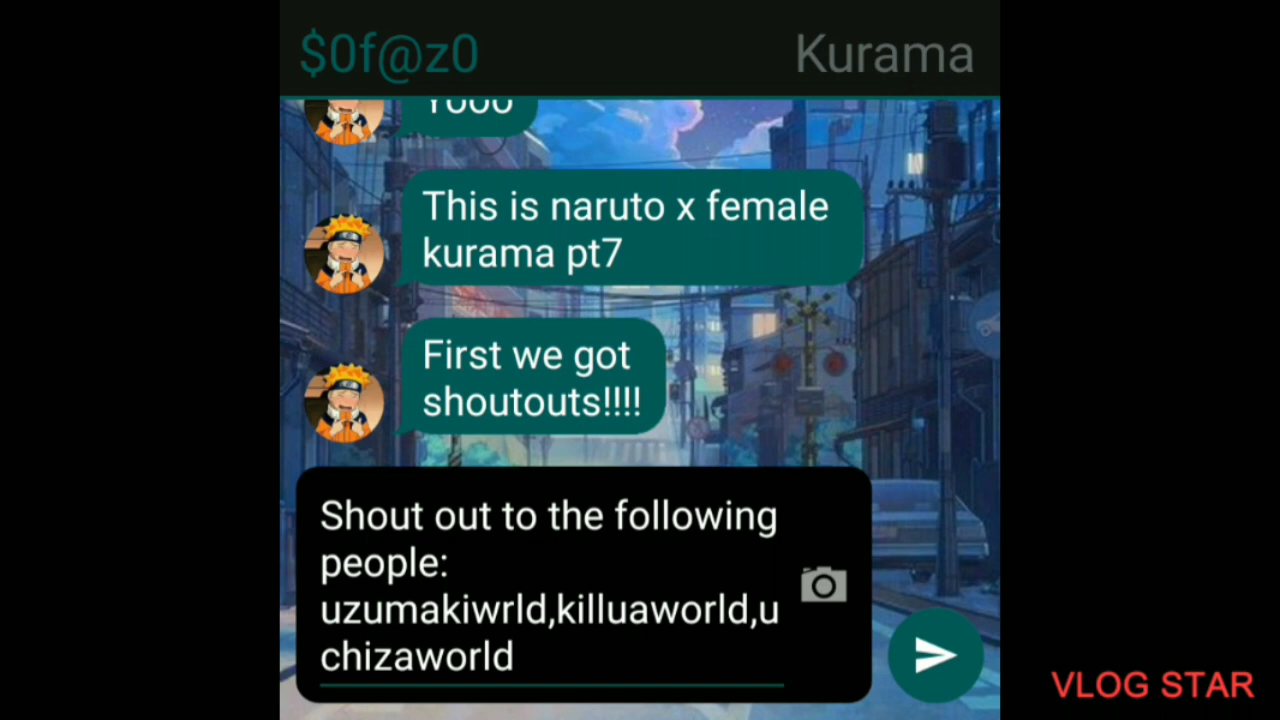 $0f@z0
Kurama
Yooo
This is naruto x female
kurama pt7
First we got
shoutouts!!!!
Shout out to the following
people:
uzumakiwrld,killuaworld,u
chizaworld
VLOG STAR